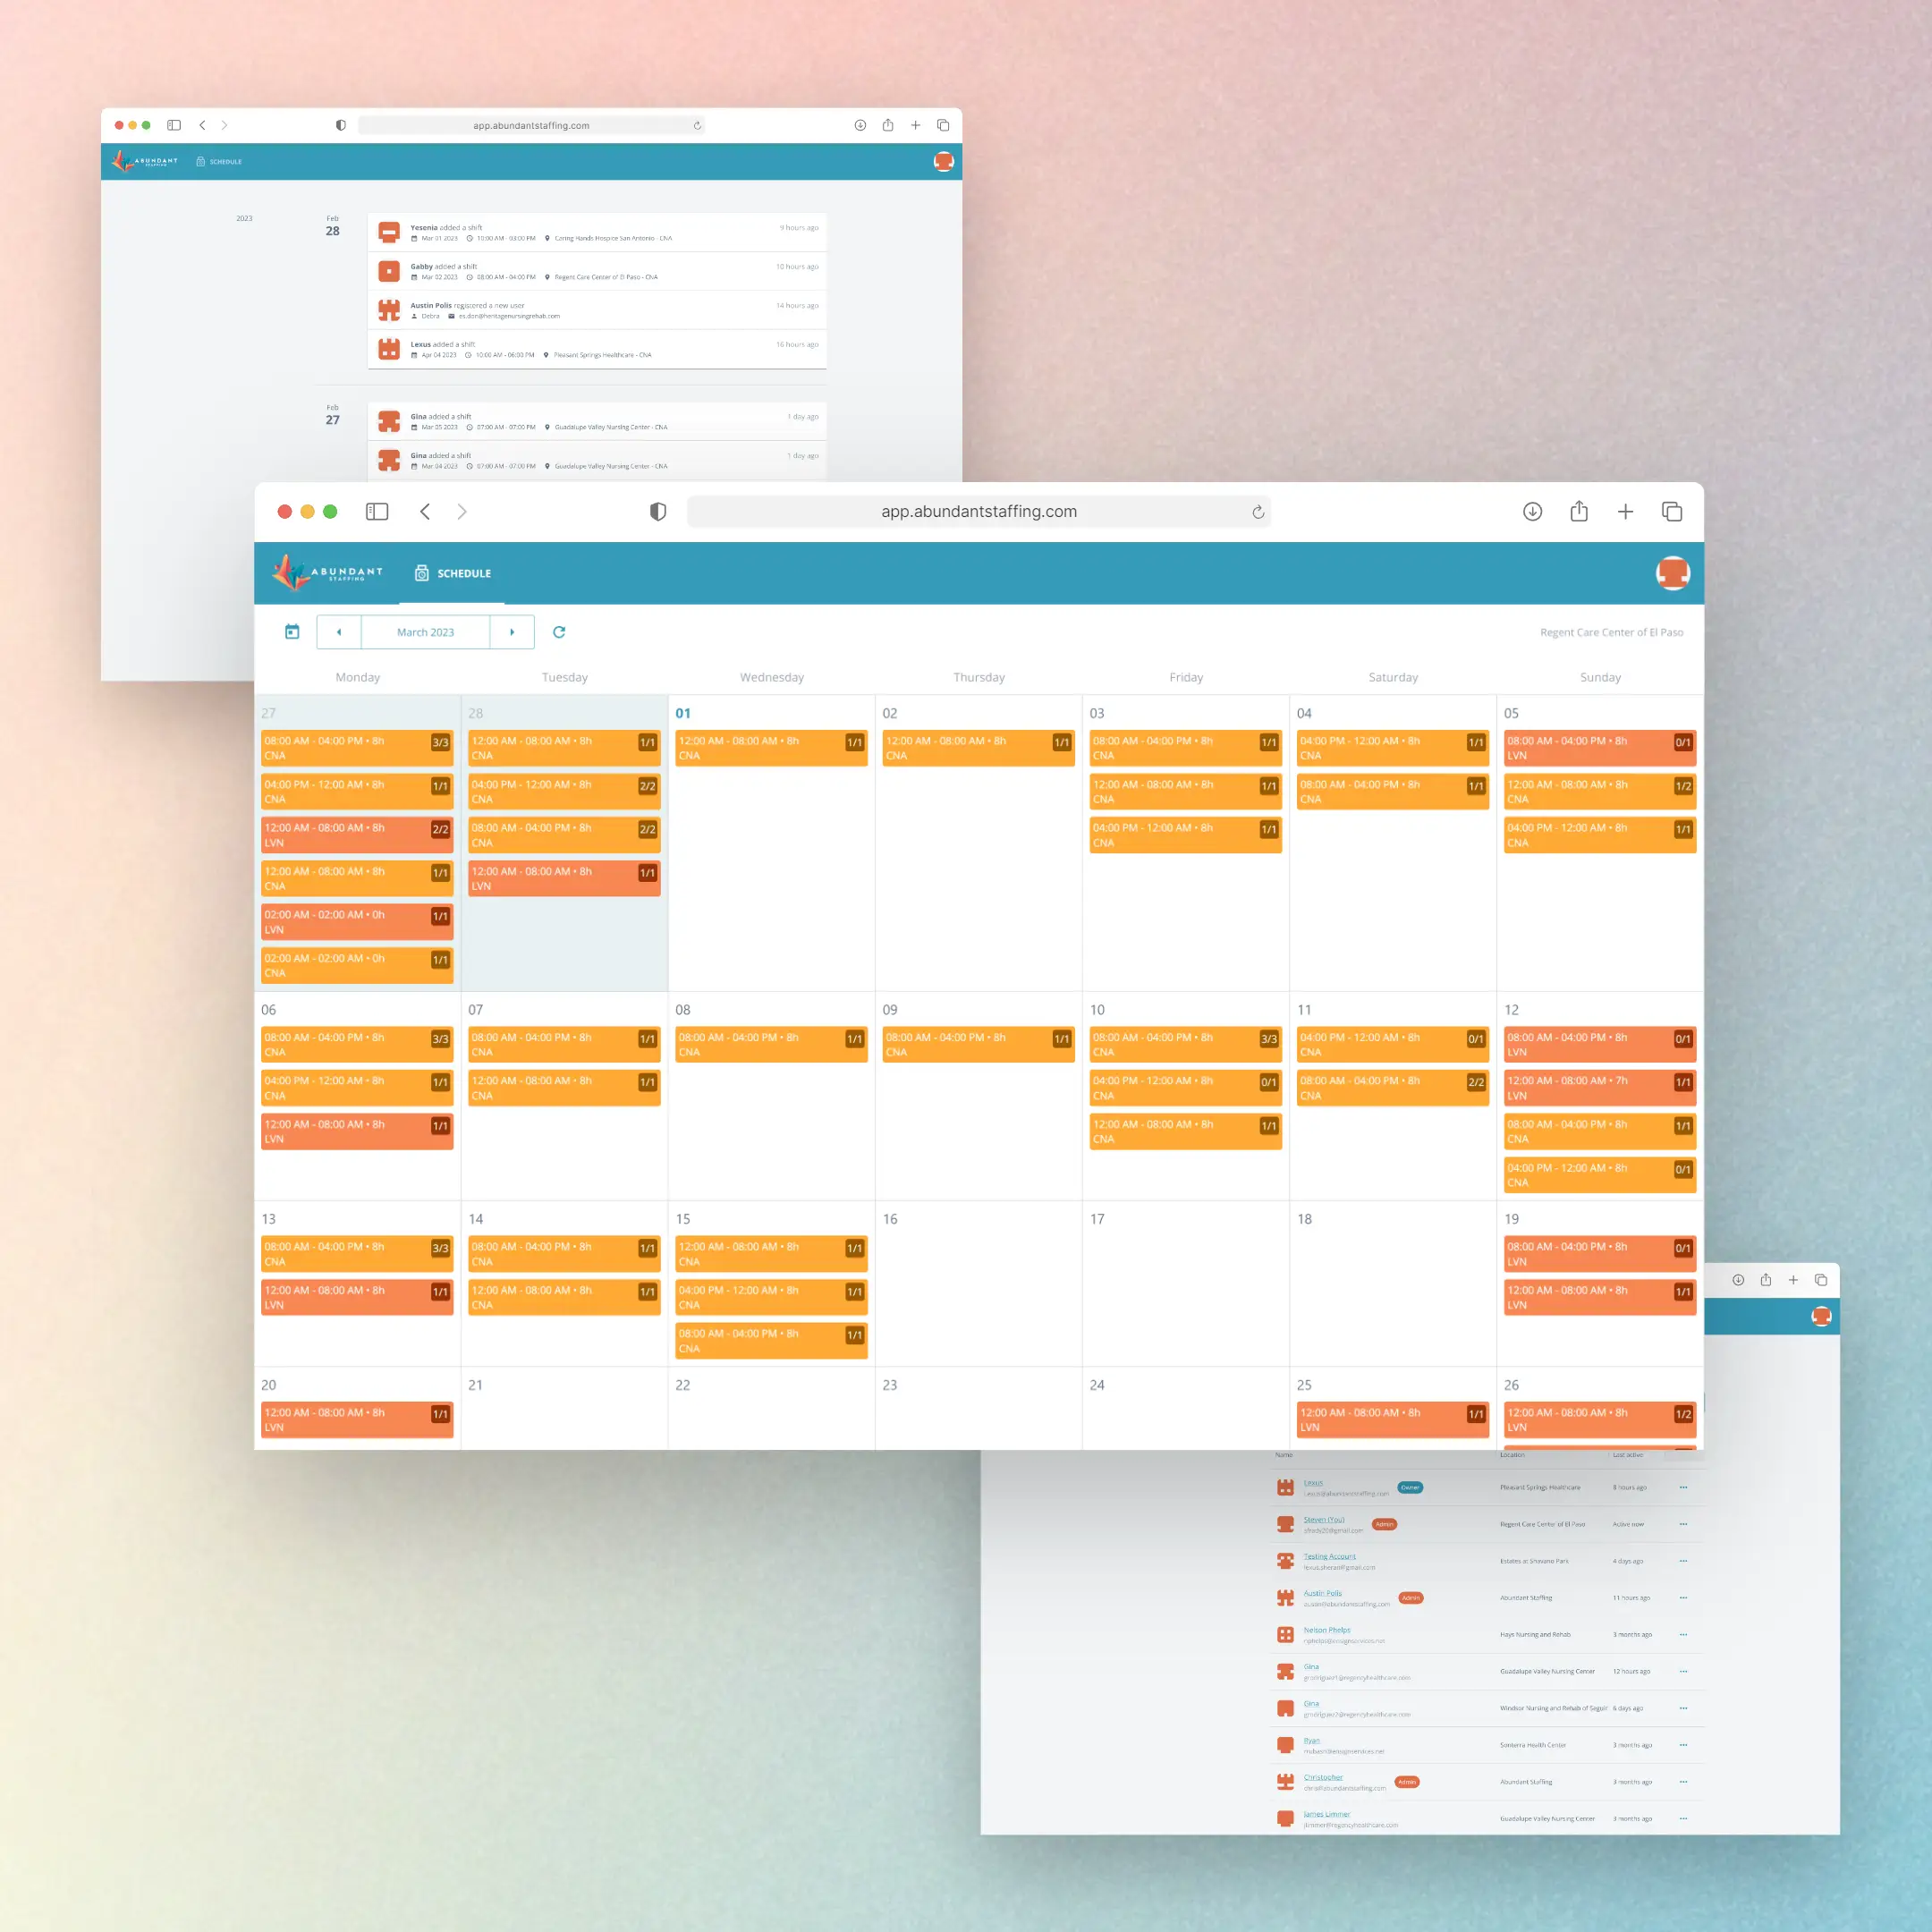 app.abundantstaffing.com
ABUNDANT
STAFFING
SCHEDULE
2023
Feb
28
Yesenia added a shift
9 hours ago
Mar 01 2023 10:00 AM - 03:00 PM Caring Hands Hospice San Antonio - CNA
Gabby added a shift
10 hours ago
Mar 02 2023 08:00 AM - 04:00 PM Regent Care Center of El Paso - CNA
Austin Polis registered a new user
14 hours ago
Debra es.don@heritagenursingrehab.com
Lexus added a shift
16 hours ago
Apr 04 2023 10:00 AM - 06:00 PM Pleasant Springs Healthcare - CNA
Feb
27
Gina added a shift
1 day ago
Mar 05 2023 07:00 AM - 07:00 PM Guadalupe Valley Nursing Center - CNA
Gina added a shift
1 day ago
Mar 04 2023 07:00 AM - 07:00 PM Guadalupe Valley Nursing Center - CNA
app.abundantstaffing.com
ABUNDANT
STAFFING
SCHEDULE
March 2023
Regent Care Center of El Paso
Monday Tuesday Wednesday Thursday Friday Saturday Sunday
27
08:00 AM - 04:00 PM • 8h 3/3
CNA
04:00 PM - 12:00 AM • 8h 1/1
CNA
12:00 AM - 08:00 AM • 8h 2/2
LVN
12:00 AM - 08:00 AM • 8h 1/1
CNA
02:00 AM - 02:00 AM • 0h 1/1
LVN
02:00 AM - 02:00 AM • 0h 1/1
CNA
28
12:00 AM - 08:00 AM • 8h 1/1
CNA
04:00 PM - 12:00 AM • 8h 2/2
CNA
08:00 AM - 04:00 PM • 8h 2/2
CNA
12:00 AM - 08:00 AM • 8h 1/1
LVN
01
12:00 AM - 08:00 AM • 8h 1/1
CNA
02
12:00 AM - 08:00 AM • 8h 1/1
CNA
03
08:00 AM - 04:00 PM • 8h 1/1
CNA
12:00 AM - 08:00 AM • 8h 1/1
CNA
04:00 PM - 12:00 AM • 8h 1/1
CNA
04
04:00 PM - 12:00 AM • 8h 1/1
CNA
08:00 AM - 04:00 PM • 8h 1/1
CNA
05
08:00 AM - 04:00 PM • 8h 0/1
LVN
12:00 AM - 08:00 AM • 8h 1/2
CNA
04:00 PM - 12:00 AM • 8h 1/1
CNA
06
08:00 AM - 04:00 PM • 8h 3/3
CNA
04:00 PM - 12:00 AM • 8h 1/1
CNA
12:00 AM - 08:00 AM • 8h 1/1
LVN
07
08:00 AM - 04:00 PM • 8h 1/1
CNA
12:00 AM - 08:00 AM • 8h 1/1
CNA
08
08:00 AM - 04:00 PM • 8h 1/1
CNA
09
08:00 AM - 04:00 PM • 8h 1/1
CNA
10
08:00 AM - 04:00 PM • 8h 3/3
CNA
04:00 PM - 12:00 AM • 8h 0/1
CNA
12:00 AM - 08:00 AM • 8h 1/1
CNA
11
04:00 PM - 12:00 AM • 8h 0/1
CNA
08:00 AM - 04:00 PM • 8h 2/2
CNA
12
08:00 AM - 04:00 PM • 8h 0/1
LVN
12:00 AM - 08:00 AM • 7h 1/1
LVN
08:00 AM - 04:00 PM • 8h 1/1
CNA
04:00 PM - 12:00 AM • 8h 0/1
CNA
13
08:00 AM - 04:00 PM • 8h 3/3
CNA
12:00 AM - 08:00 AM • 8h 1/1
LVN
14
08:00 AM - 04:00 PM • 8h 1/1
CNA
12:00 AM - 08:00 AM • 8h 1/1
CNA
15
12:00 AM - 08:00 AM • 8h 1/1
CNA
04:00 PM - 12:00 AM • 8h 1/1
CNA
08:00 AM - 04:00 PM • 8h 1/1
CNA
16
17
18
19
08:00 AM - 04:00 PM • 8h 0/1
LVN
12:00 AM - 08:00 AM • 8h 1/1
LVN
20
12:00 AM - 08:00 AM • 8h 1/1
LVN
21
22
23
24
25
12:00 AM - 08:00 AM • 8h 1/1
LVN
26
12:00 AM - 08:00 AM • 8h 1/2
LVN
Name Location Last active
Lexus Owner Pleasant Springs Healthcare 8 hours ago
Steven (You) Admin Regent Care Center of El Paso Active now
Testing Account Estates at Shavano Park 4 days ago
Austin Polis Admin Abundant Staffing 11 hours ago
austin@abundantstaffing.com
Nelson Phelps Hays Nursing and Rehab 3 months ago
Gina Guadalupe Valley Nursing Center 12 hours ago
grodriguez1@regencyhealthcare.com
Gina Windsor Nursing and Rehab of Seguin 6 days ago
grodriguez2@regencyhealthcare.com
Ryan Sonterra Health Center 3 months ago
Christopher Admin Abundant Staffing 3 months ago
chris@abundantstaffing.com
James Limmer Guadalupe Valley Nursing Center 3 months ago
jlimmer@regencyhealthcare.com